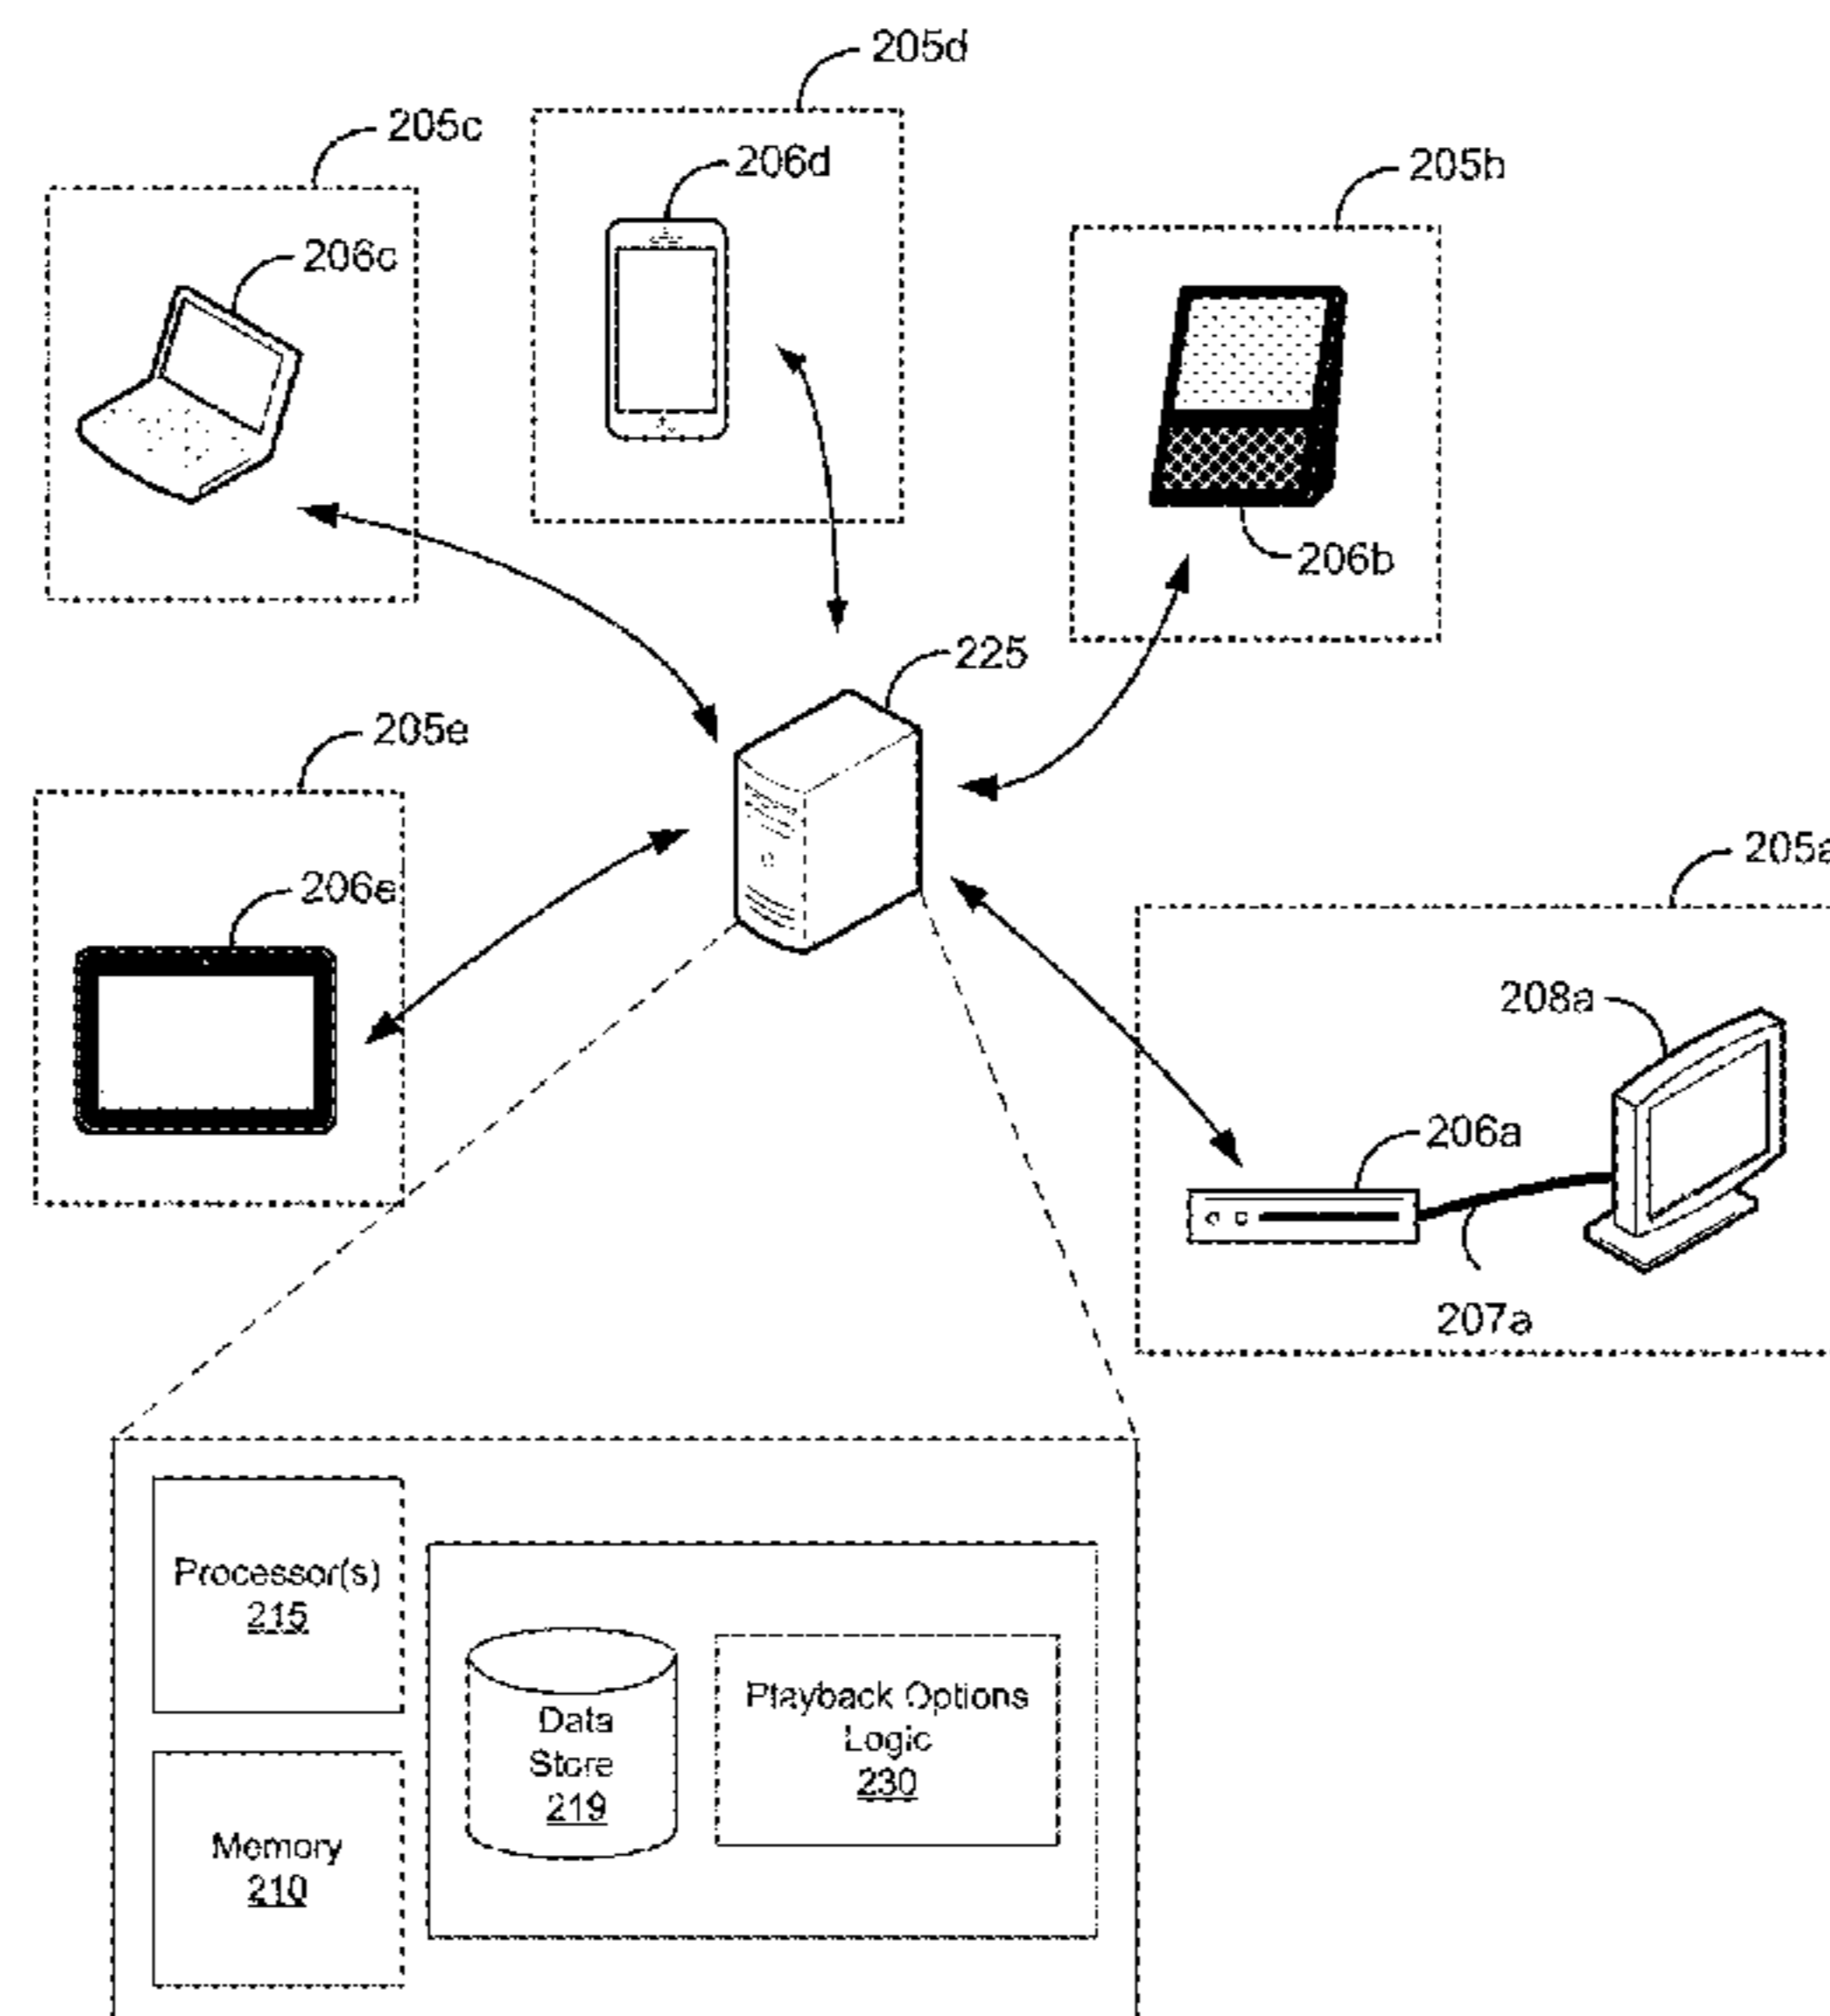 205d
205c
206d
205b
206c
206b
225
205e
206e
205a
208a
206a
207a
Processor(s)
215
Data
Store
219
Playback Options
Logic
230
Memory
210